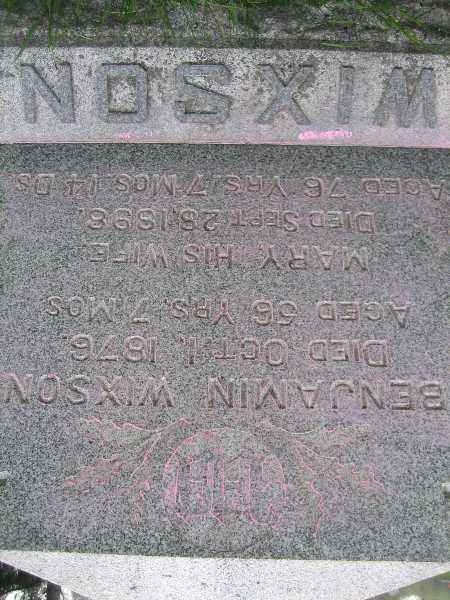 BENJAMIN WIXSON
DIED OCT. 1, 1876,
AGED 56 YRS. 7 MOS
MARY, HIS WIFE,
DIED SEPT. 28, 1898,
AGED 76 YRS. 7 MOS. 14 DS
WIXSON